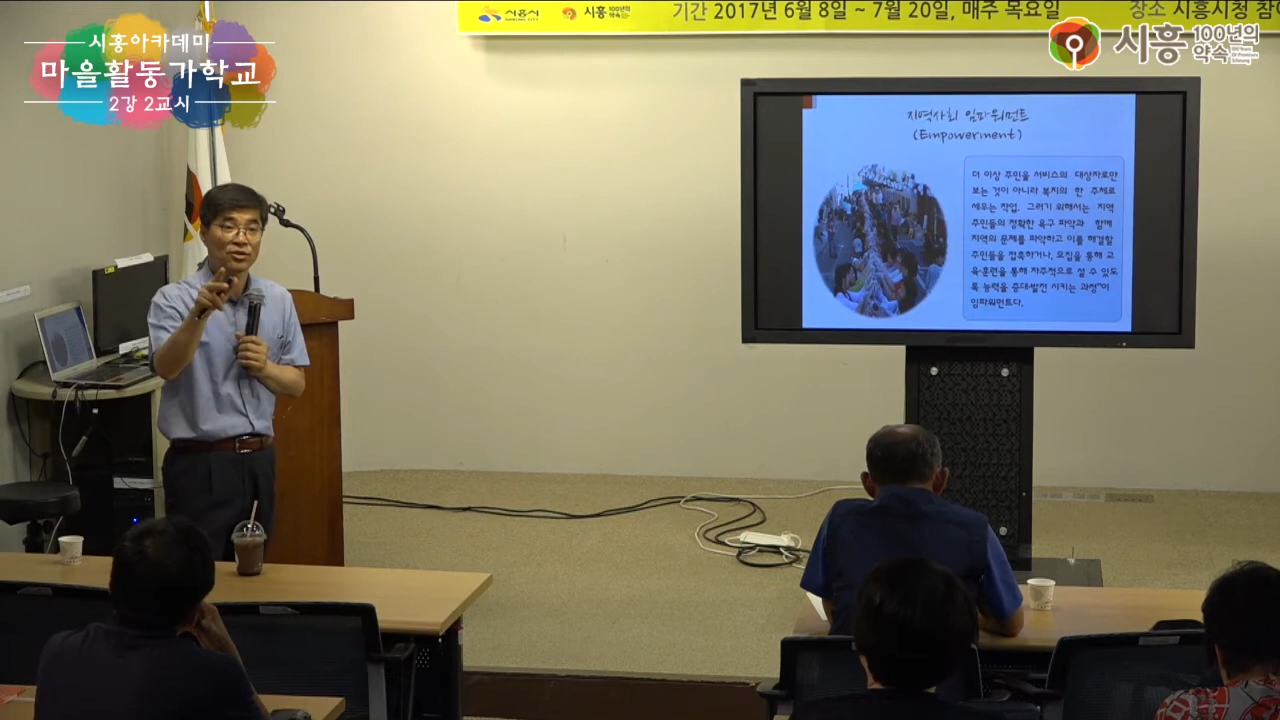 시흥아카데미
마을활동가학교
2강 2교시
시흥시
시흥 100년의 약속
기간 2017년 6월 8일 ~ 7월 20일, 매주 목요일
장소 시흥시청 참여
시흥 100년의
약속
지역사회 임파워먼트
(Empowerment)
더 이상 주민을 서비스의 대상자로만
보는 것이 아니라 복지의 한 주체로
세우는 작업. 그러기 위해서는 지역
주민들의 정확한 욕구 파악과 함께
지역의 문제를 파악하고 이를 해결할
주민들을 접촉하거나, 모집을 통해 교
육·훈련을 통해 자주적으로 설 수 있도
록 능력을 증대·발전 시키는 과정"이
임파워먼트다.